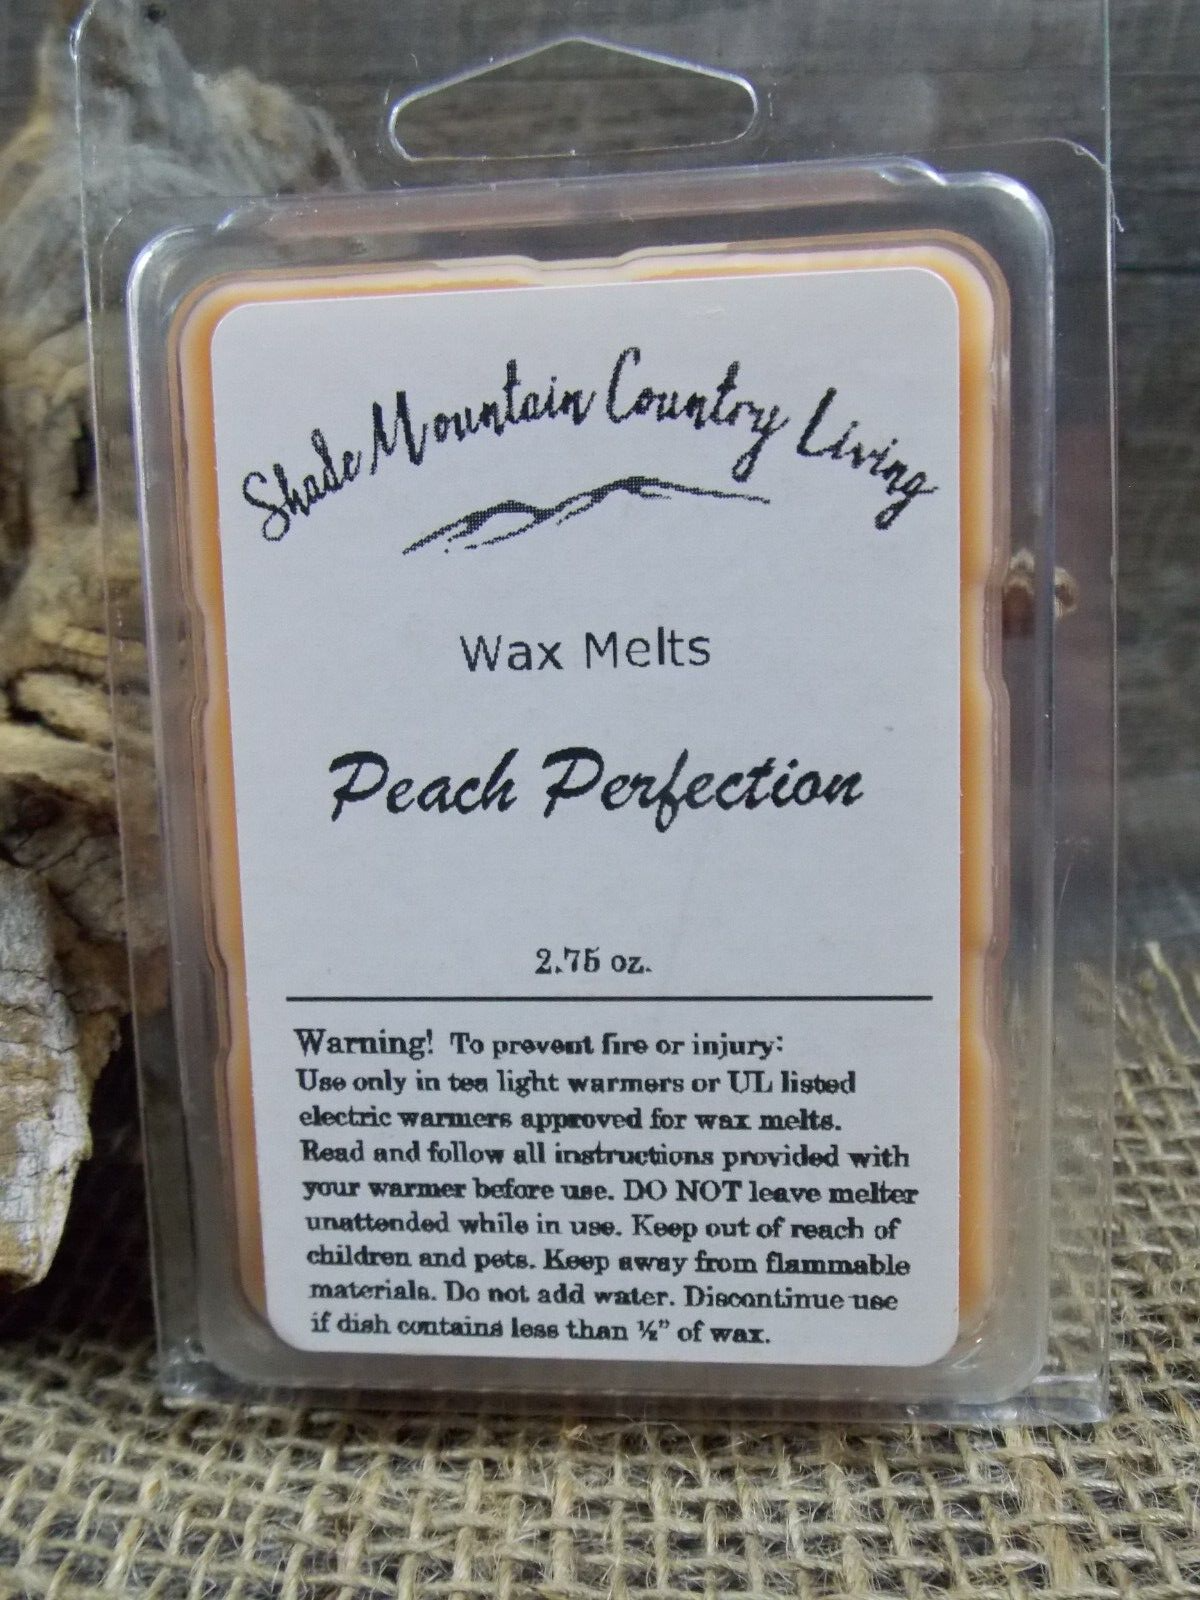 Shade Mountain Country Living
Wax Melts
Peach Perfection
2.75 oz.
Warning! To prevent fire or injury:
Use only in tea light warmers or UL listed
electric warmers approved for wax melts.
Read and follow all instructions provided with
your warmer before use. DO NOT leave melter
unattended while in use. Keep out of reach of
children and pets. Keep away from flammable
materials. Do not add water. Discontinue use
if dish contains less than ½” of wax.